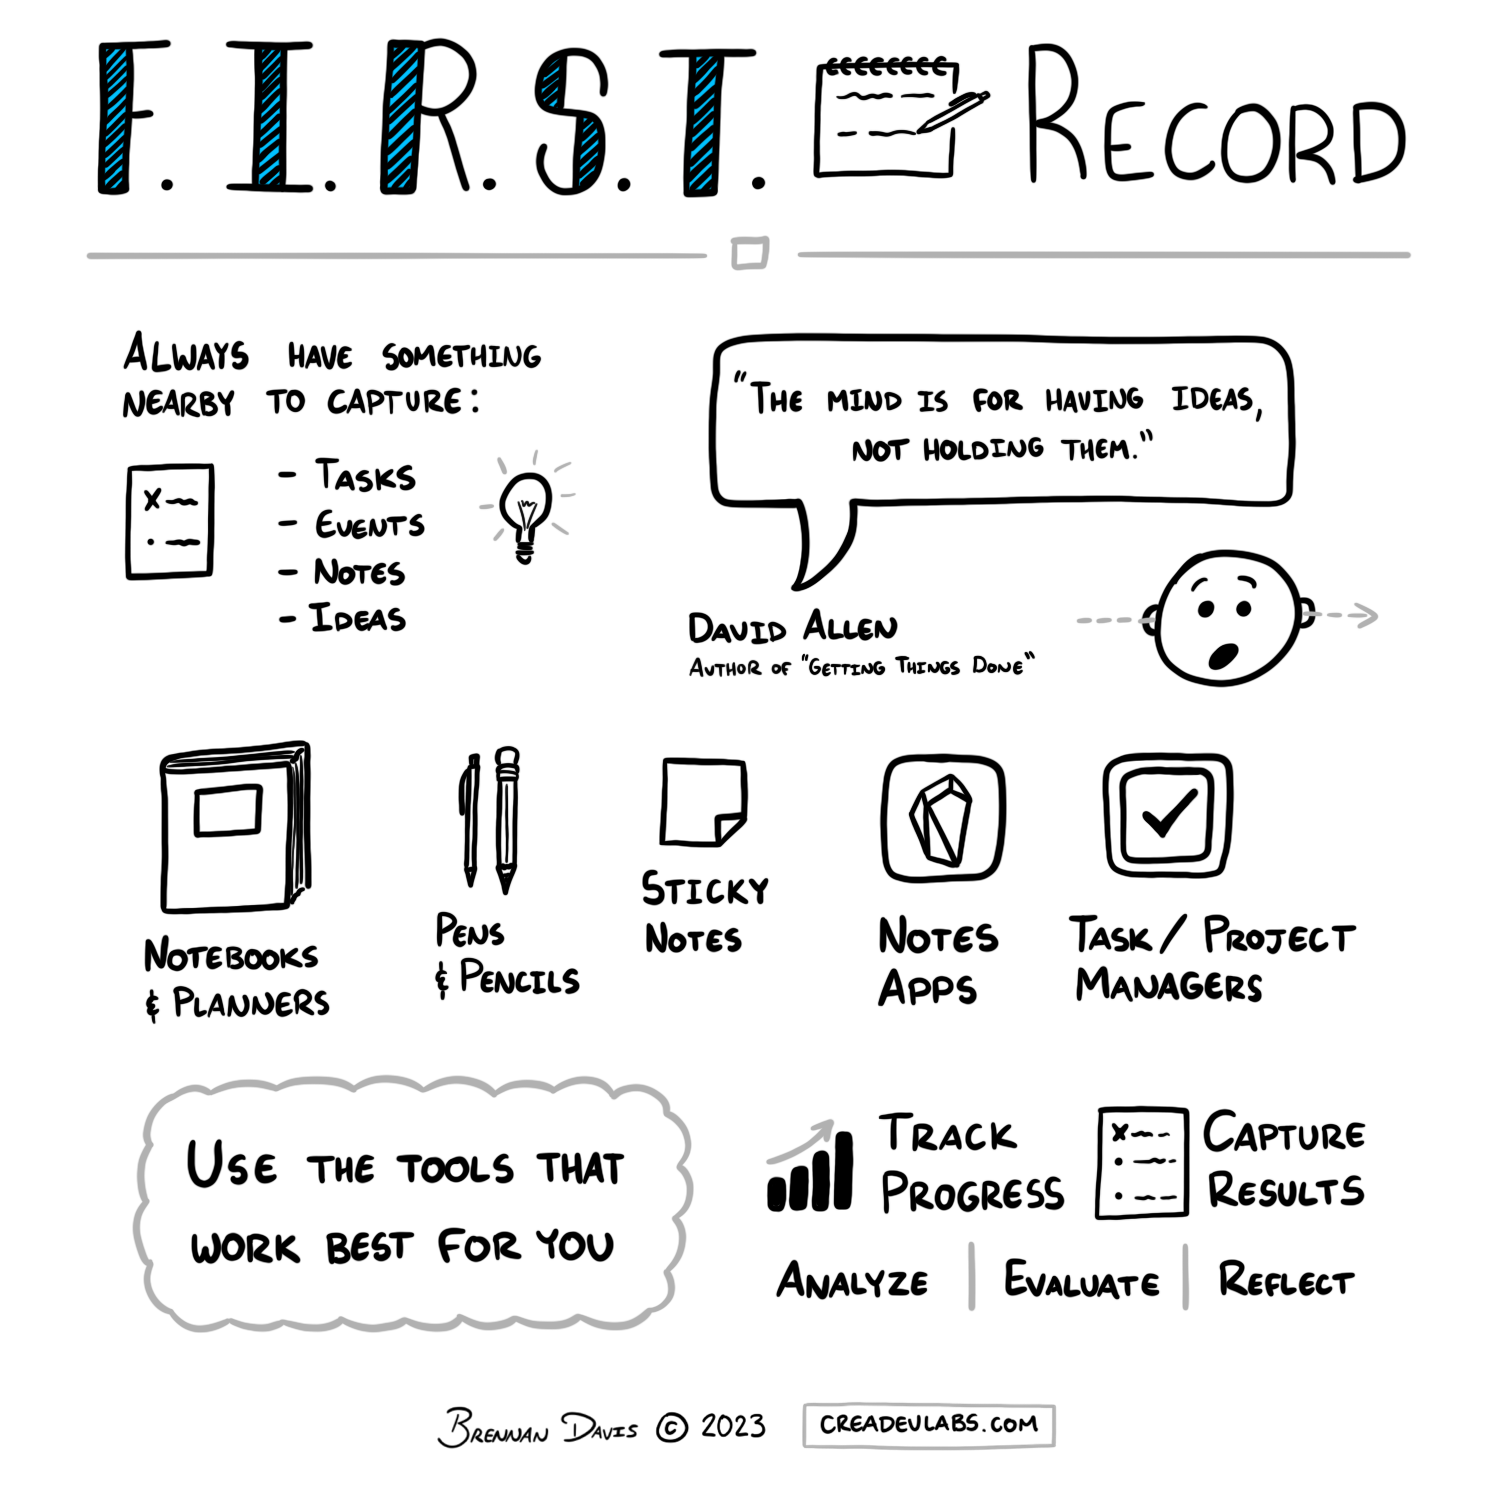 F.I.R.S.T. RECORD
ALWAYS HAVE SOMETHING
NEARBY TO CAPTURE:
- TASKS
- EVENTS
- NOTES
- IDEAS
"THE MIND IS FOR HAVING IDEAS,
NOT HOLDING THEM."
DAVID ALLEN
AUTHOR OF "GETTING THINGS DONE"
NOTEBOOKS
& PLANNERS
PENS
& PENCILS
STICKY
NOTES
NOTES
APPS
TASK/PROJECT
MANAGERS
USE THE TOOLS THAT
WORK BEST FOR YOU
TRACK
PROGRESS
CAPTURE
RESULTS
ANALYZE | EVALUATE | REFLECT
BRENNAN DAVIS © 2023
CREADEVLABS.COM